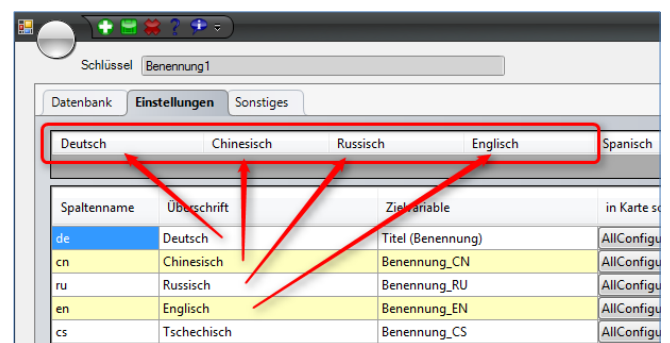 Schlüssel Benennung1
Datenbank Einstellungen Sonstiges
Deutsch Chinesisch Russisch Englisch Spanisch
Spaltenname Überschrift Zielvariable in Karte sc
de Deutsch Titel (Benennung) AllConfigu
cn Chinesisch Benennung_CN AllConfigu
ru Russisch Benennung_RU AllConfigu
en Englisch Benennung_EN AllConfigu
cs Tschechisch Benennung_CS AllConfigu